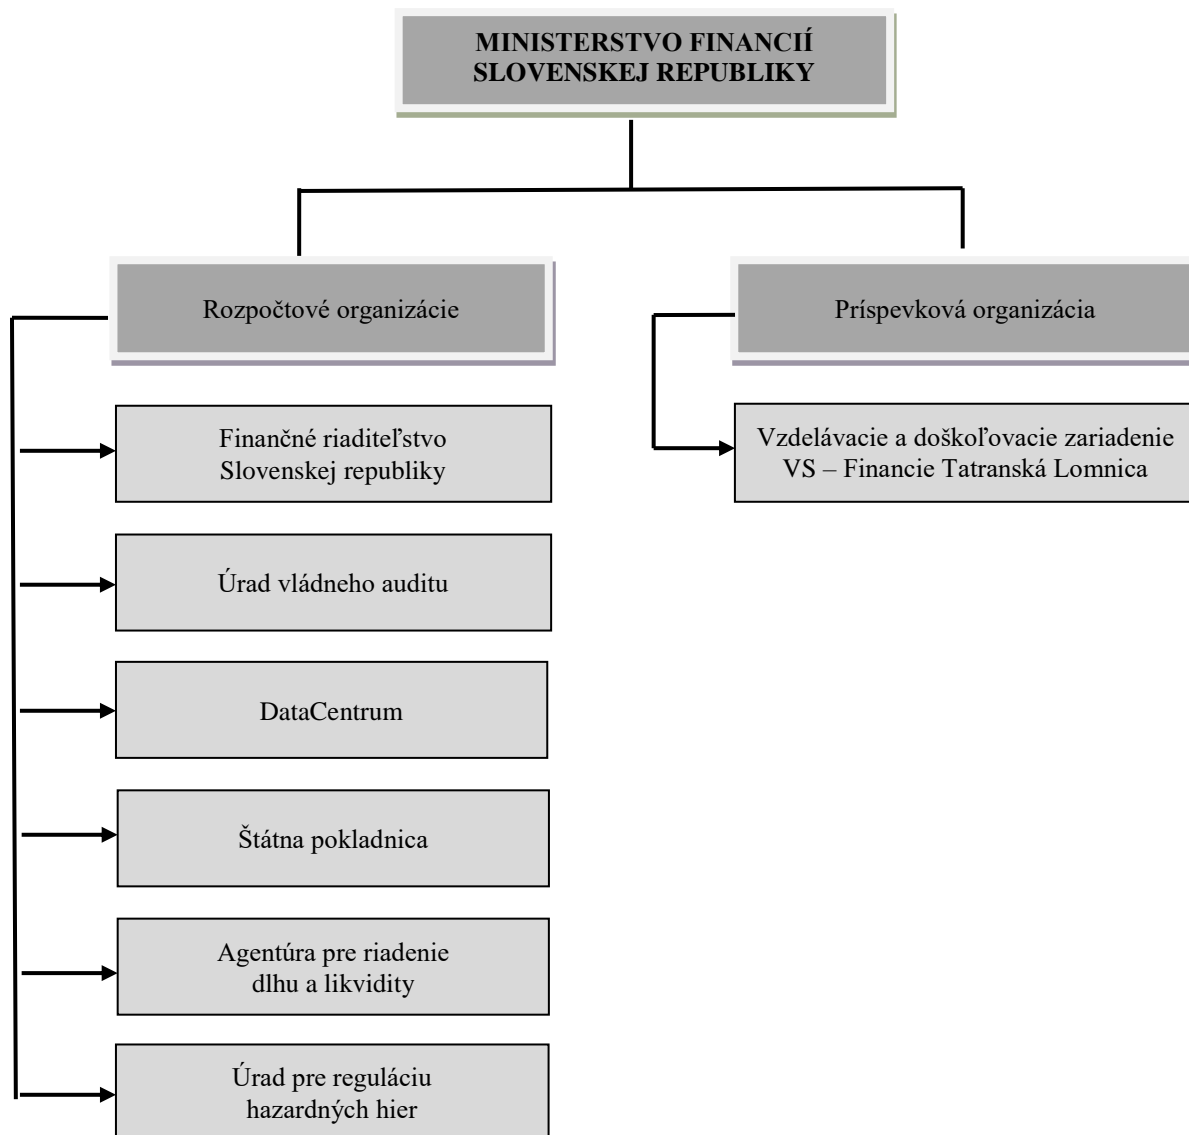 MINISTERSTVO FINANCIÍ
SLOVENSKEJ REPUBLIKY
Rozpočtové organizácie
Príspevková organizácia
Finančné riaditeľstvo
Slovenskej republiky
Vzdelávacie a doškoľovacie zariadenie
VS – Financie Tatranská Lomnica
Úrad vládneho auditu
DataCentrum
Štátna pokladnica
Agentúra pre riadenie
dlhu a likvidity
Úrad pre reguláciu
hazardných hier